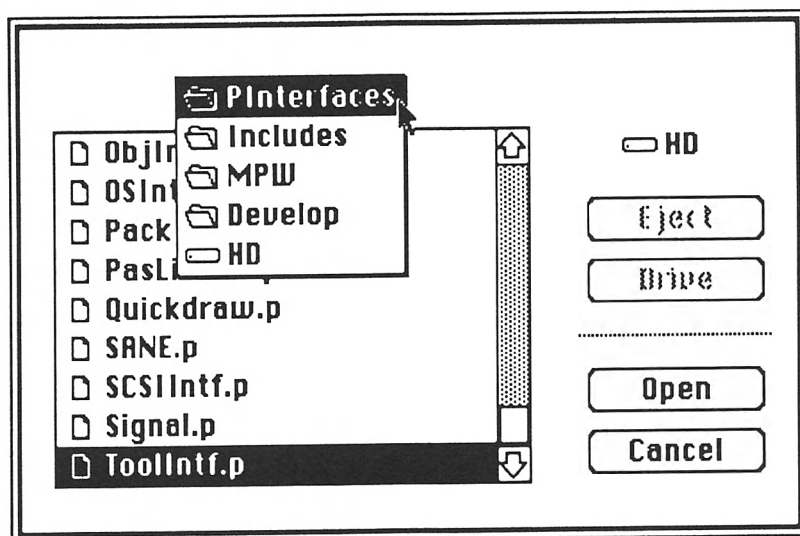 PInterfaces
Includes
MPW
Develop
HD
ObjIn
OSInt
Pack
PasLi
Quickdraw.p
SANE.p
SCSIIntf.p
Signal.p
ToolIntf.p
HD
Eject
Drive
Open
Cancel